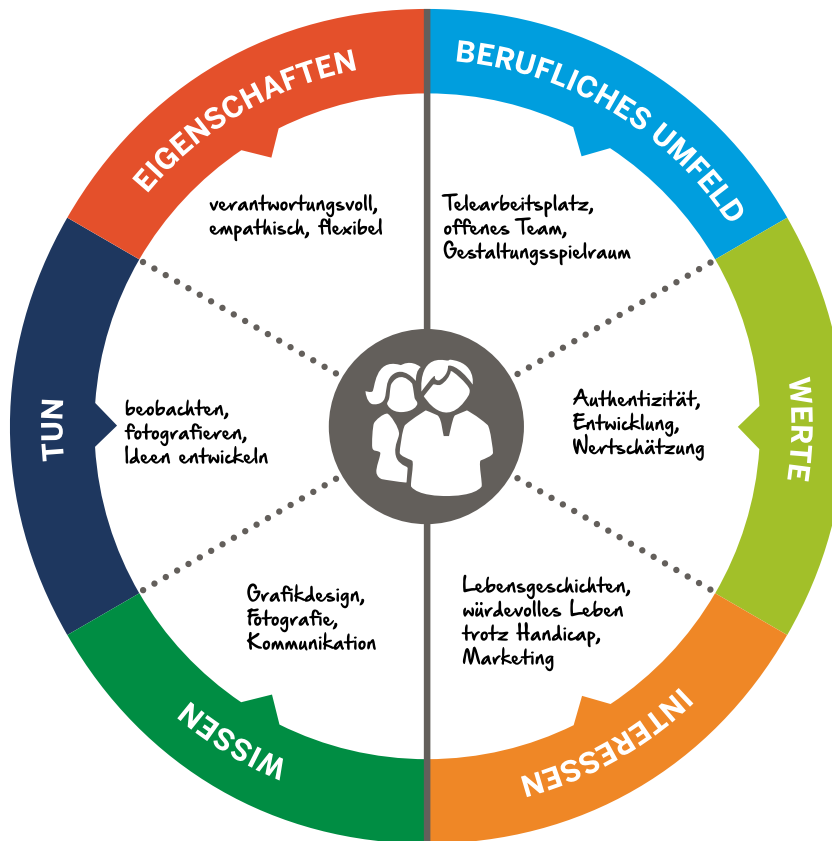 EIGENSCHAFTEN
verantwortungsvoll,
empathisch, flexibel
BERUFLICHES UMFELD
Telearbeitsplatz,
offenes Team,
Gestaltungsspielraum
TUN
beobachten,
fotografieren,
Ideen entwickeln
WERTE
Authentizität,
Entwicklung,
Wertschätzung
WISSEN
Grafikdesign,
Fotografie,
Kommunikation
INTERESSEN
Lebensgeschichten,
würdevolles Leben
trotz Handicap,
Marketing